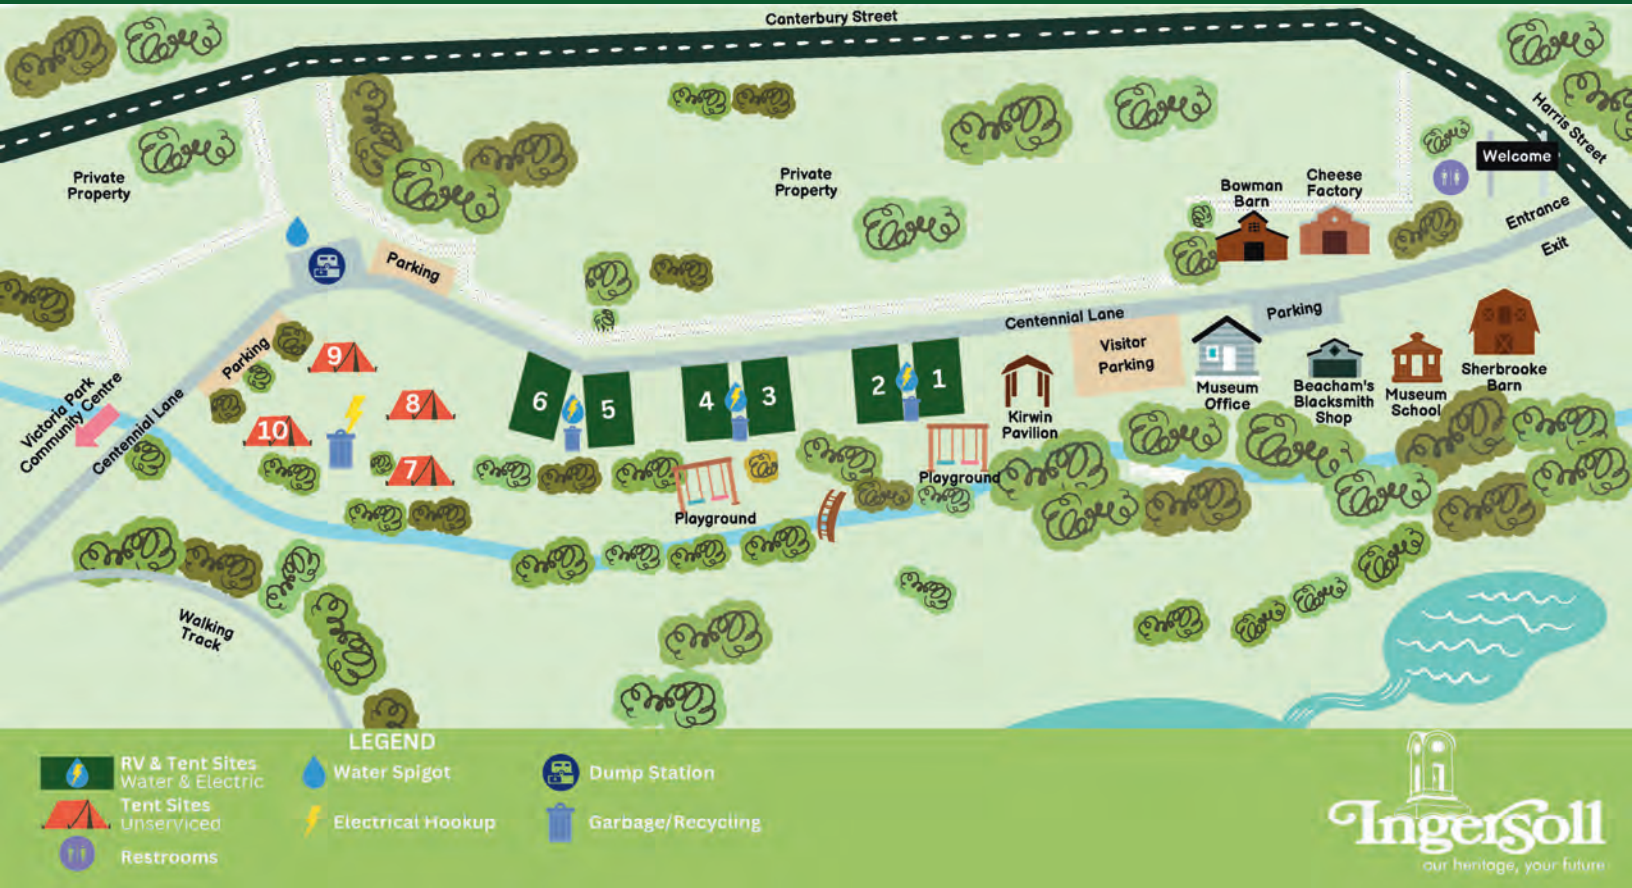 Canterbury Street
Harris Street
Welcome
Private
Property
Private
Property
Bowman
Barn
Cheese
Factory
Entrance
Exit
Parking
Centennial Lane
Parking
Visitor
Parking
Parking
9
8
10
7
6
5
4
3
2
1
Kirwin
Pavilion
Museum
Office
Beacham's
Blacksmith
Shop
Museum
School
Sherbrooke
Barn
Victoria Park
Community Centre
Centennial Lane
Playground
Playground
Walking
Track
LEGEND
RV & Tent Sites
Water & Electric
Tent Sites
Unserviced
Restrooms
Water Spigot
Electrical Hookup
Dump Station
Garbage/Recycling
Ingersoll
our heritage, your future